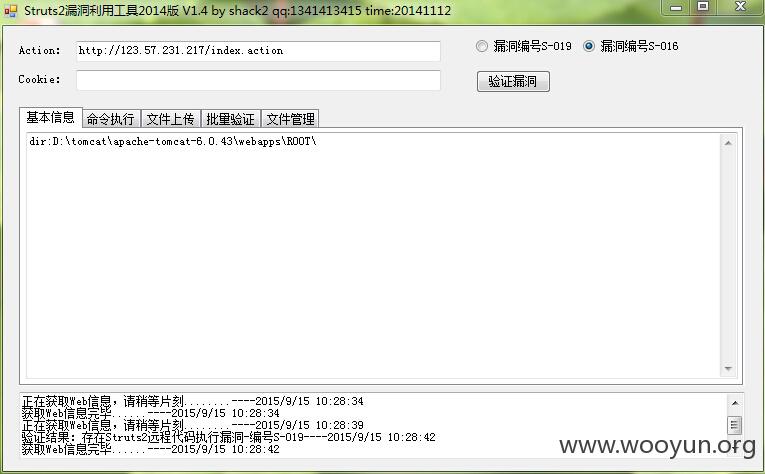 Struts2漏洞利用工具2014版 V1.4 by shack2 qq:1341413415 time:20141112
Action: http://123.57.231.217/index.action 漏洞编号S-019 漏洞编号S-016
Cookie: 验证漏洞
基本信息 命令执行 文件上传 批量验证 文件管理
dir:D:\tomcat\apache-tomcat-6.0.43\webapps\ROOT\
正在获取Web信息，请稍等片刻........----2015/9/15 10:28:34
获取Web信息完毕......----2015/9/15 10:28:34
正在获取Web信息，请稍等片刻........----2015/9/15 10:28:39
验证结果：存在Struts2远程代码执行漏洞-编号S-019----2015/9/15 10:28:42
获取Web信息完毕......----2015/9/15 10:28:42
www.wooyun.org